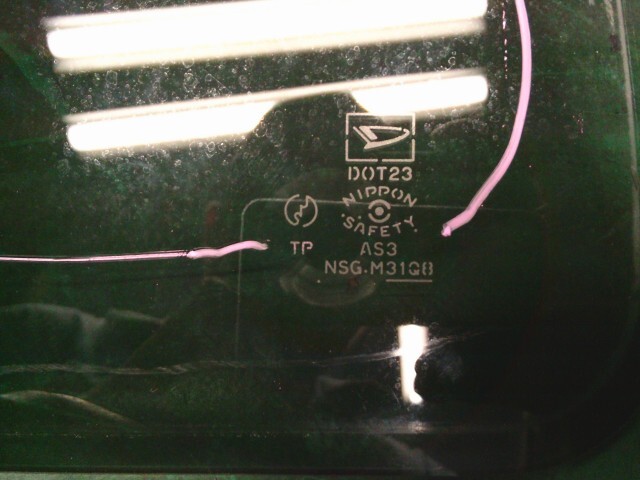 DOT23
NIPPON
SAFETY
TP
AS3
NSG.M31Q8